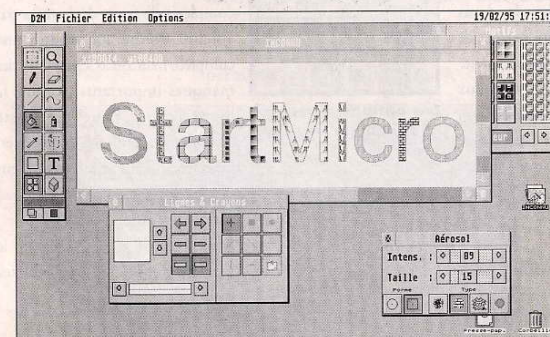 D2M Fichier Edition Options 19/02/95 17:51:
StartMicro
Lignes & Crayons
Aérosol
Intens. : 89
Taille : 15
Forme Type
T
Presse-pap. Corbeille